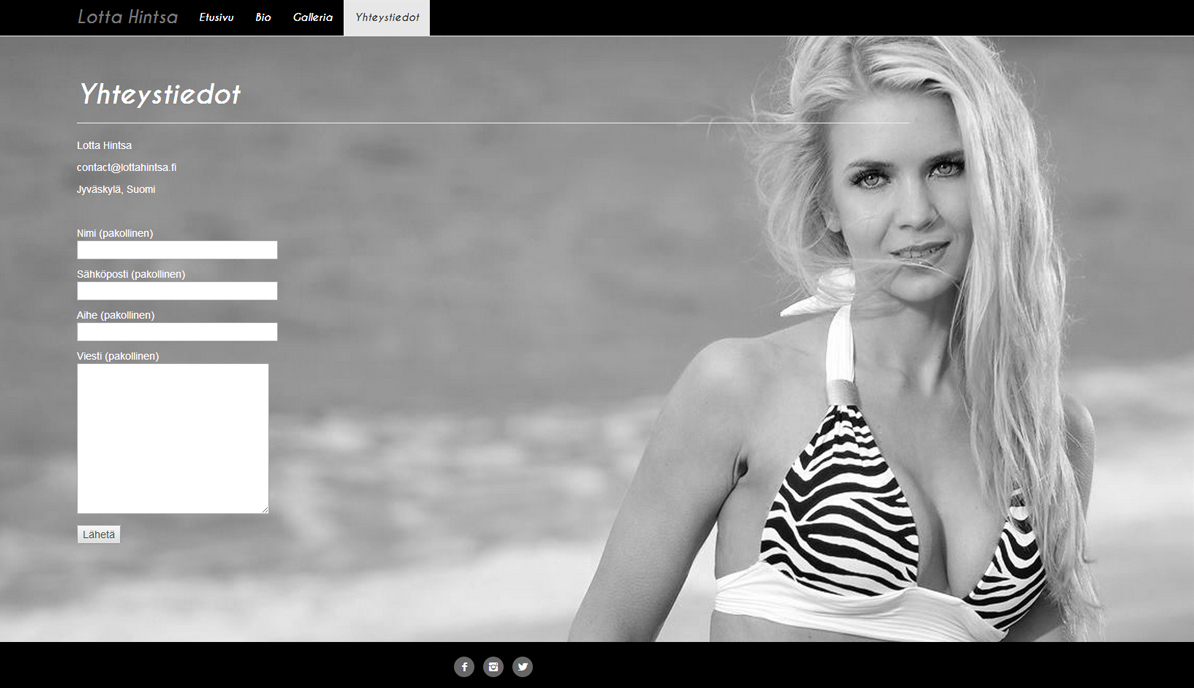 Lotta Hintsa Etusivu Bio Galleria Yhteystiedot
Yhteystiedot
Lotta Hintsa
contact@lottahintsa.fi
Jyväskylä, Suomi
Nimi (pakollinen)
Sähköposti (pakollinen)
Aihe (pakollinen)
Viesti (pakollinen)
Lähetä